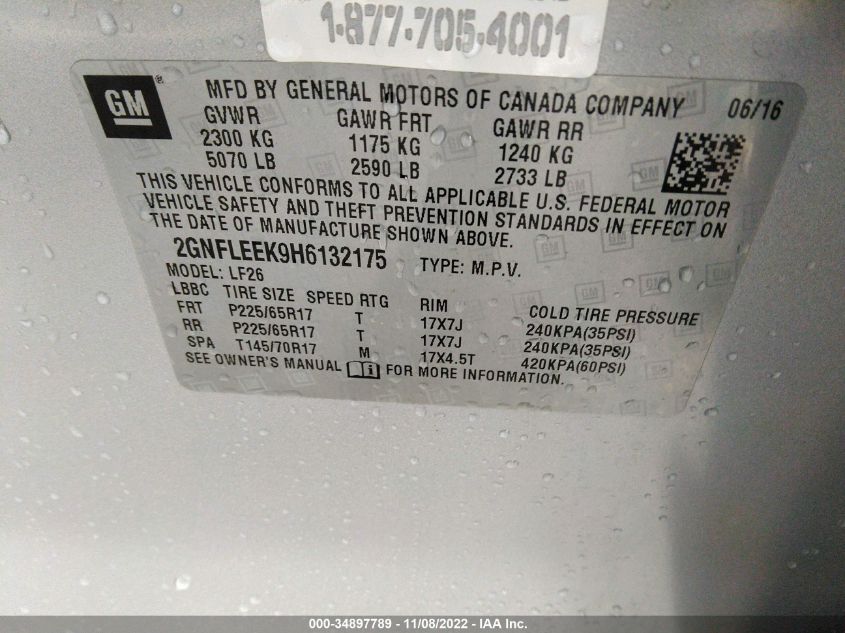 1-877-705-4001
GM ®
MFD BY GENERAL MOTORS OF CANADA COMPANY 06/16
GVWR GAWR FRT GAWR RR
2300 KG 1175 KG 1240 KG
5070 LB 2590 LB 2733 LB
THIS VEHICLE CONFORMS TO ALL APPLICABLE U.S. FEDERAL MOTOR
VEHICLE SAFETY AND THEFT PREVENTION STANDARDS IN EFFECT ON
THE DATE OF MANUFACTURE SHOWN ABOVE.
2GNFLEEK9H6132175 TYPE: M.P.V.
MODEL: LF26
LBBC TIRE SIZE SPEED RTG RIM COLD TIRE PRESSURE
FRT P225/65R17 T 17X7J 240KPA(35PSI)
RR P225/65R17 T 17X7J 240KPA(35PSI)
SPA T145/70R17 M 17X4.5T 420KPA(60PSI)
SEE OWNER'S MANUAL FOR MORE INFORMATION.
000-34897789 - 11/08/2022 - IAA Inc.